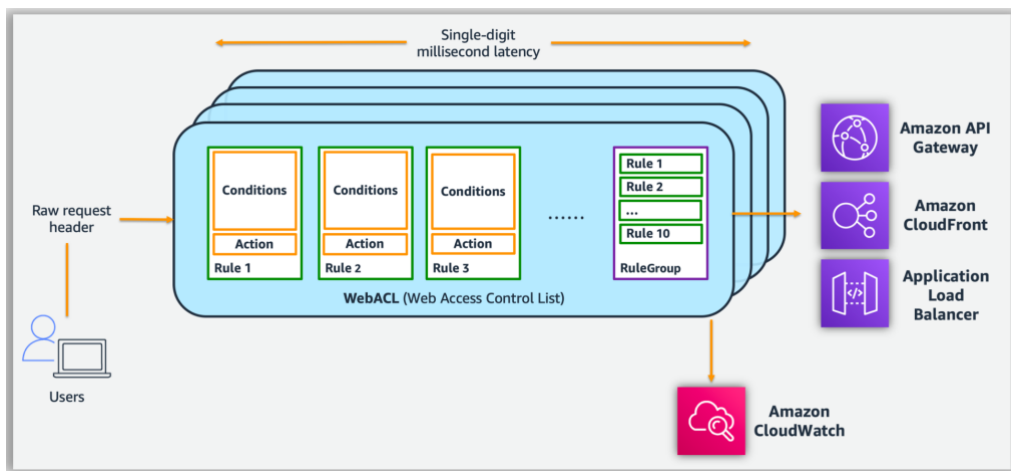 Single-digit
millisecond latency
Raw request
header
Users
Conditions
Action
Rule 1
Conditions
Action
Rule 2
Conditions
Action
Rule 3
......
Rule 1
Rule 2
...
Rule 10
RuleGroup
WebACL (Web Access Control List)
Amazon API
Gateway
Amazon
CloudFront
Application
Load
Balancer
Amazon
CloudWatch